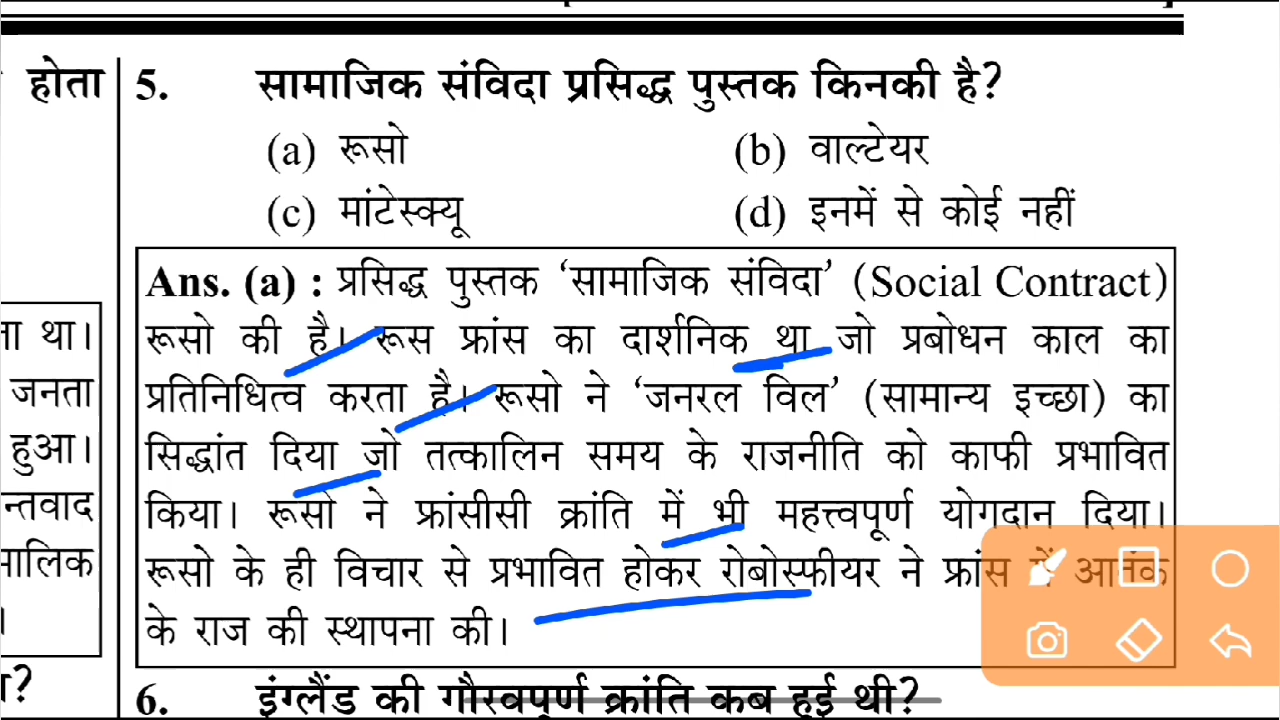 होता
5. सामाजिक संविदा प्रसिद्ध पुस्तक किनकी है?
(a) रूसो (b) वाल्टेयर
(c) मांटेस्क्यू (d) इनमें से कोई नहीं
Ans. (a) : प्रसिद्ध पुस्तक ‘सामाजिक संविदा’ (Social Contract)
रूसो की है। रूस फ्रांस का दार्शनिक था जो प्रबोधन काल का
प्रतिनिधित्व करता है। रूसो ने ‘जनरल विल’ (सामान्य इच्छा) का
सिद्धांत दिया जो तत्कालिन समय के राजनीति को काफी प्रभावित
किया। रूसो ने फ्रांसीसी क्रांति में भी महत्त्वपूर्ण योगदान दिया।
रूसो के ही विचार से प्रभावित होकर रोबोस्फीयर ने फ्रांस में आतंक
के राज की स्थापना की।
6. इंग्लैंड की गौरवपूर्ण क्रांति कब हुई थी?
था।
जनता
हुआ।